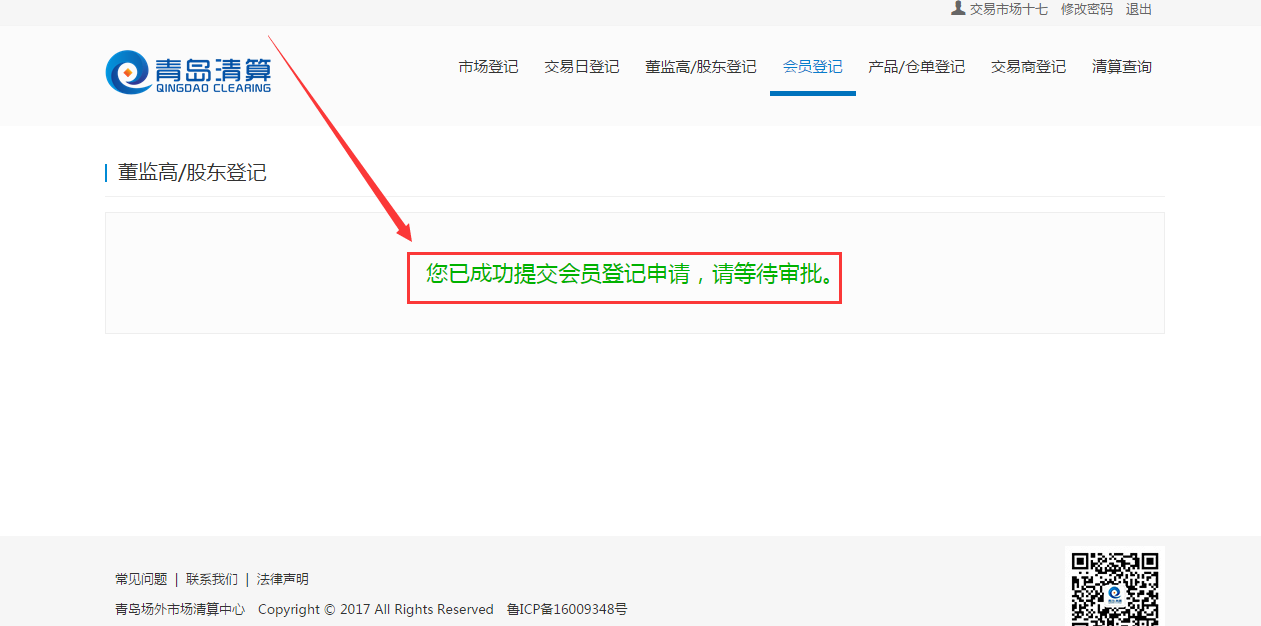 交易市场十七 修改密码 退出
青岛清算
QINGDAO CLEARING
市场登记 交易日登记 董监高/股东登记 会员登记 产品/仓单登记 交易商登记 清算查询
董监高/股东登记
您已成功提交会员登记申请，请等待审批。
常见问题 | 联系我们 | 法律声明
青岛场外市场清算中心 Copyright © 2017 All Rights Reserved 鲁ICP备16009348号